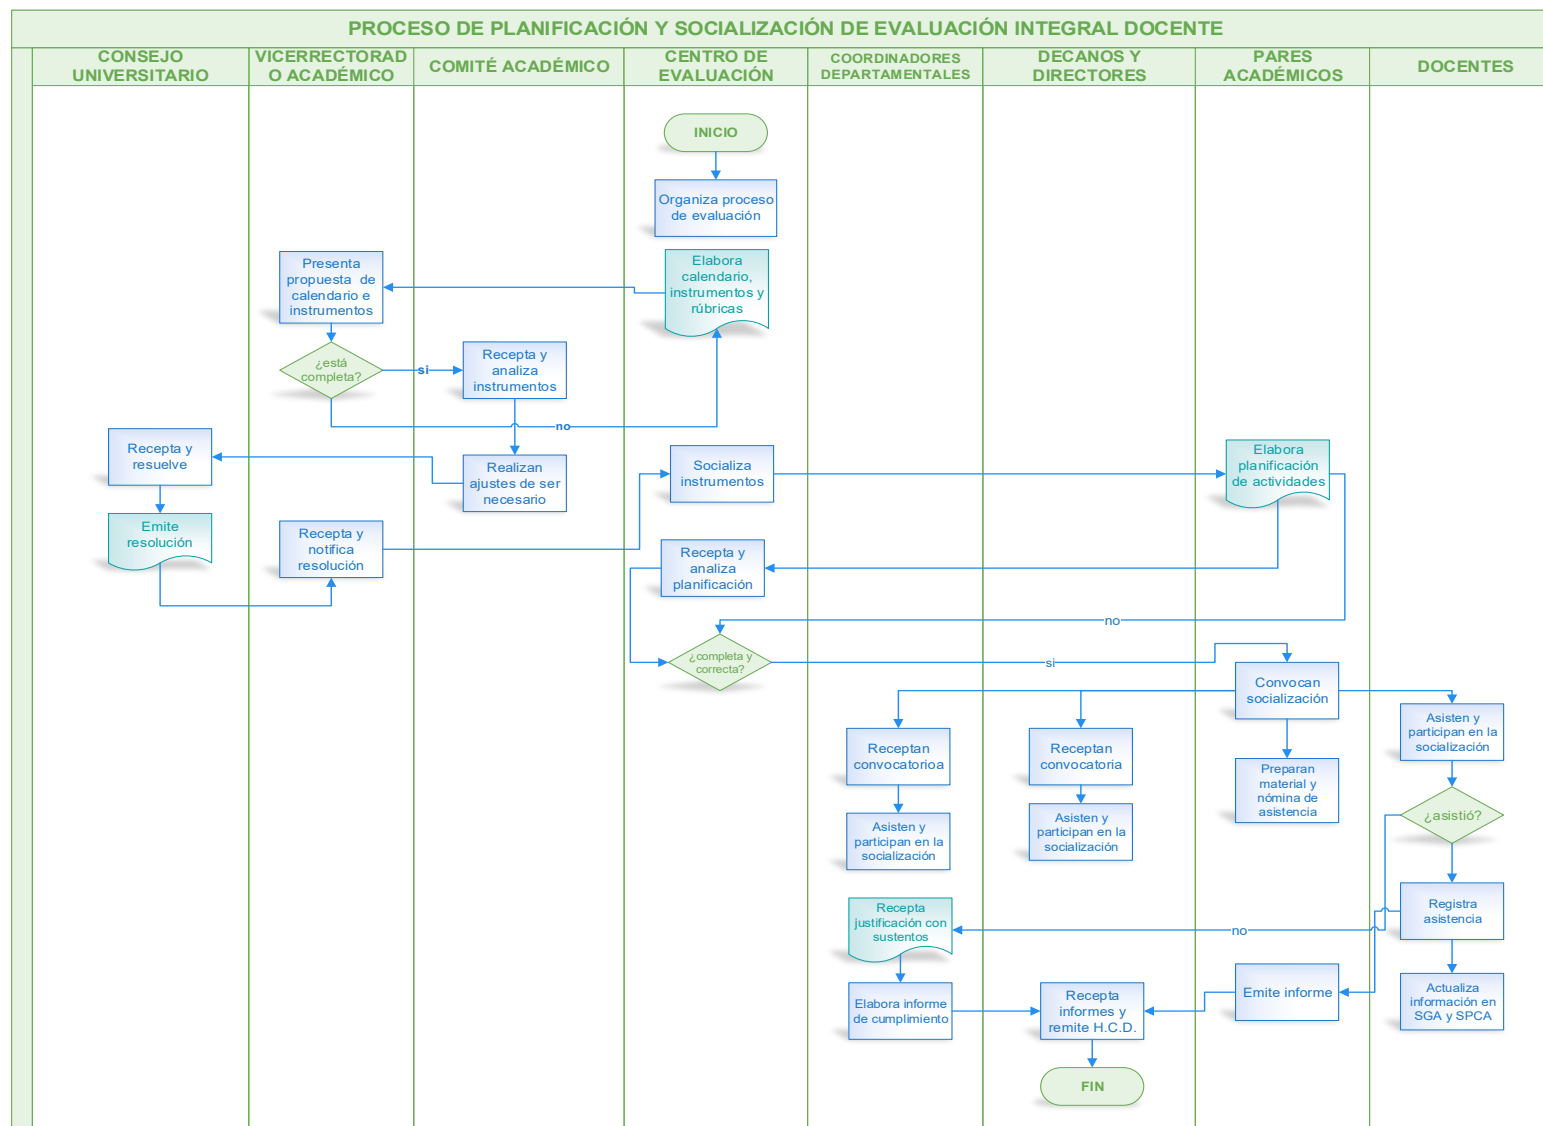 PROCESO DE PLANIFICACIÓN Y SOCIALIZACIÓN DE EVALUACIÓN INTEGRAL DOCENTE
CONSEJO
UNIVERSITARIO
VICERRECTORAD
O ACADÉMICO
COMITÉ ACADÉMICO
CENTRO DE
EVALUACIÓN
COORDINADORES
DEPARTAMENTALES
DECANOS Y
DIRECTORES
PARES
ACADÉMICOS
DOCENTES
INICIO
Organiza proceso
de evaluación
Elabora
calendario,
instrumentos y
rúbricas
Presenta
propuesta de
calendario e
instrumentos
¿está
completa?
si
Recepta y
analiza
instrumentos
no
Realizan
ajustes de ser
necesario
Recepta y
resuelve
Emite
resolución
Recepta y
notifica
resolución
Socializa
instrumentos
Elabora
planificación
de actividades
Recepta y
analiza
planificación
no
¿completa y
correcta?
si
Convocan
socialización
Receptan
convocatorioa
Receptan
convocatoria
Preparan
material y
nómina de
asistencia
Asisten y
participan en la
socialización
Asisten y
participan en la
socialización
Asisten y
participan en la
socialización
¿asistió?
Registra
asistencia
no
Recepta
justificación con
sustentos
Elabora informe
de cumplimiento
Recepta
informes y
remite H.C.D.
Emite informe
Actualiza
información en
SGA y SPCA
FIN